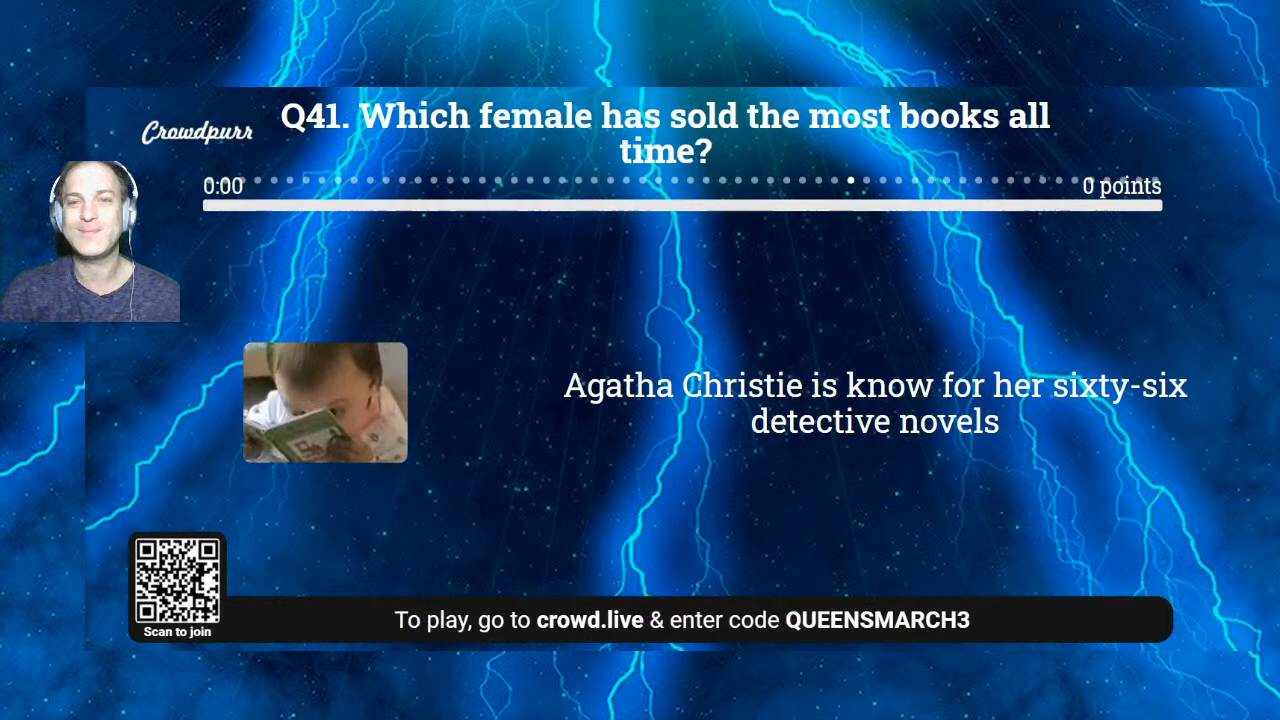 Q41. Which female has sold the most books all
time?
Crowdpurr
0:00
0 points
Agatha Christie is know for her sixty-six
detective novels
Scan to join
To play, go to crowd.live & enter code QUEENSMARCH3